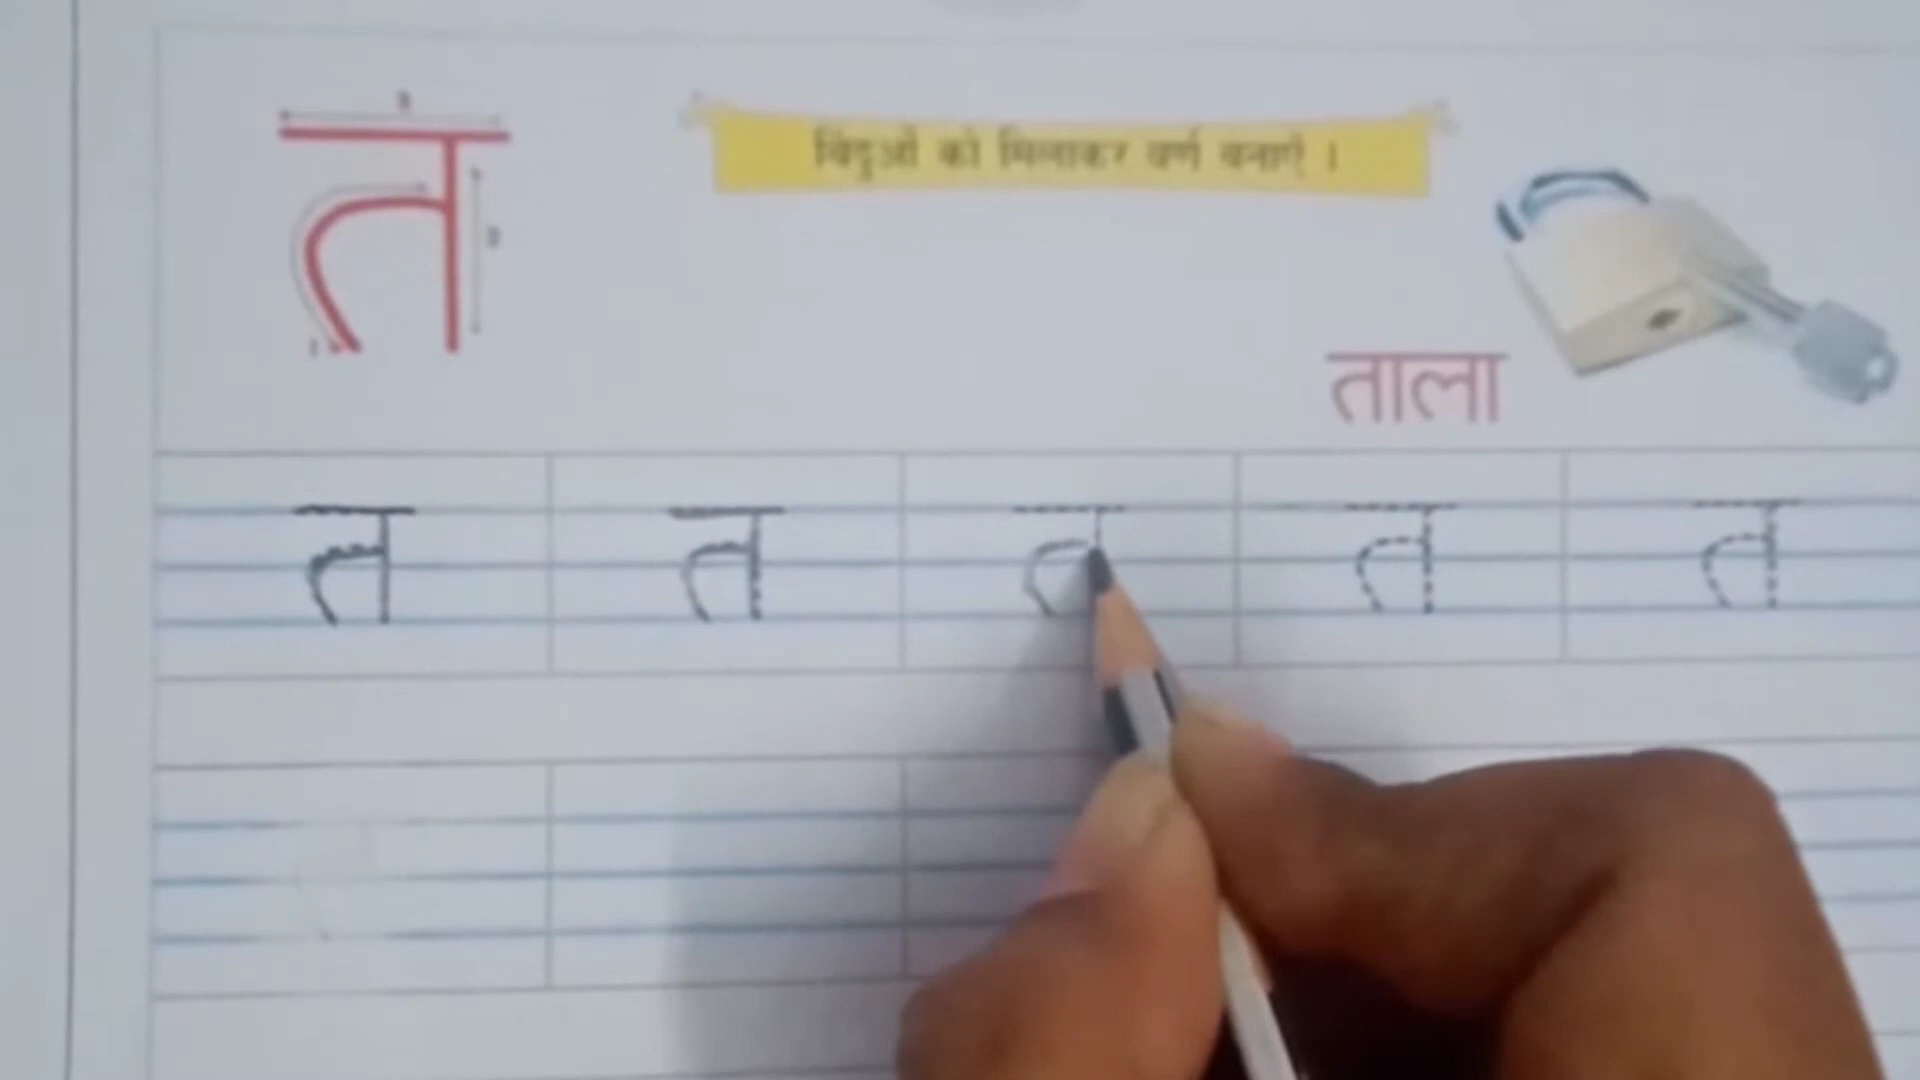 त
बिंदुओं को मिलाकर वर्ण बनाएँ ।
ताला
त त त त त